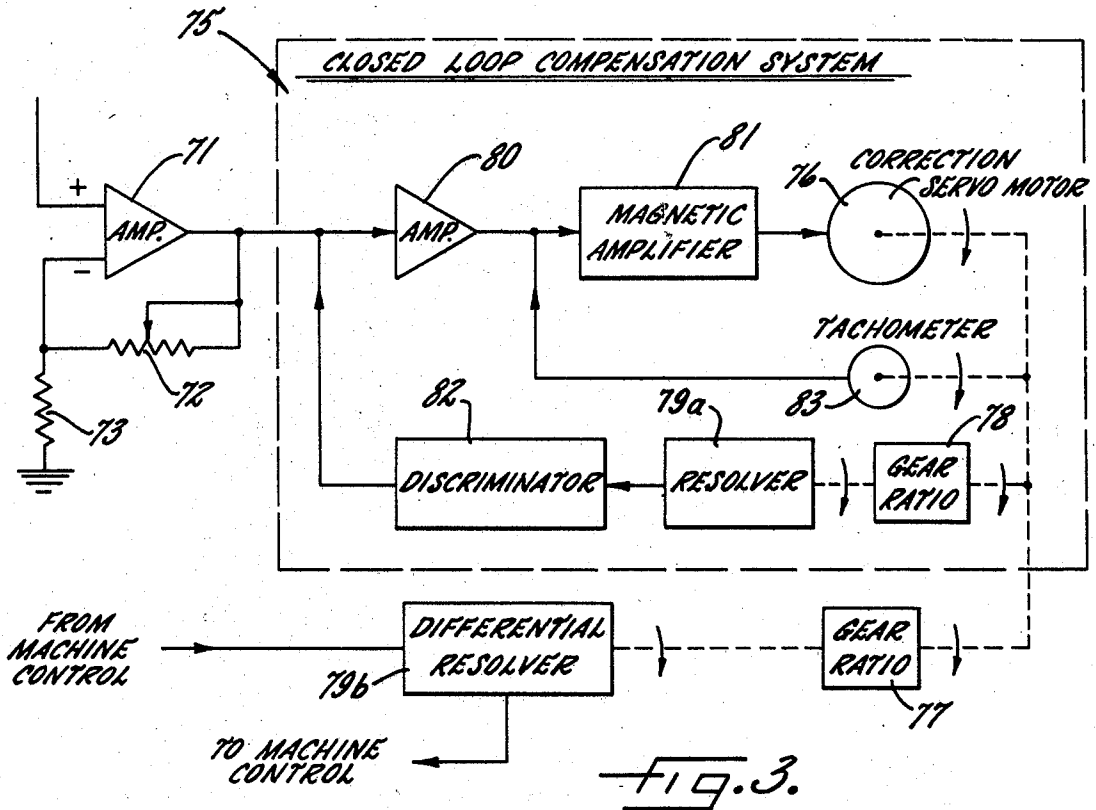 75
CLOSED LOOP COMPENSATION SYSTEM
71
80
81
76
CORRECTION
SERVO MOTOR
+
AMP.
AMP.
MAGNETIC
AMPLIFIER
−
TACHOMETER
72
73
82
79a
83
78
DISCRIMINATOR
RESOLVER
GEAR
RATIO
FROM
MACHINE
CONTROL
DIFFERENTIAL
RESOLVER
79b
GEAR
RATIO
77
TO MACHINE
CONTROL
Fig. 3.